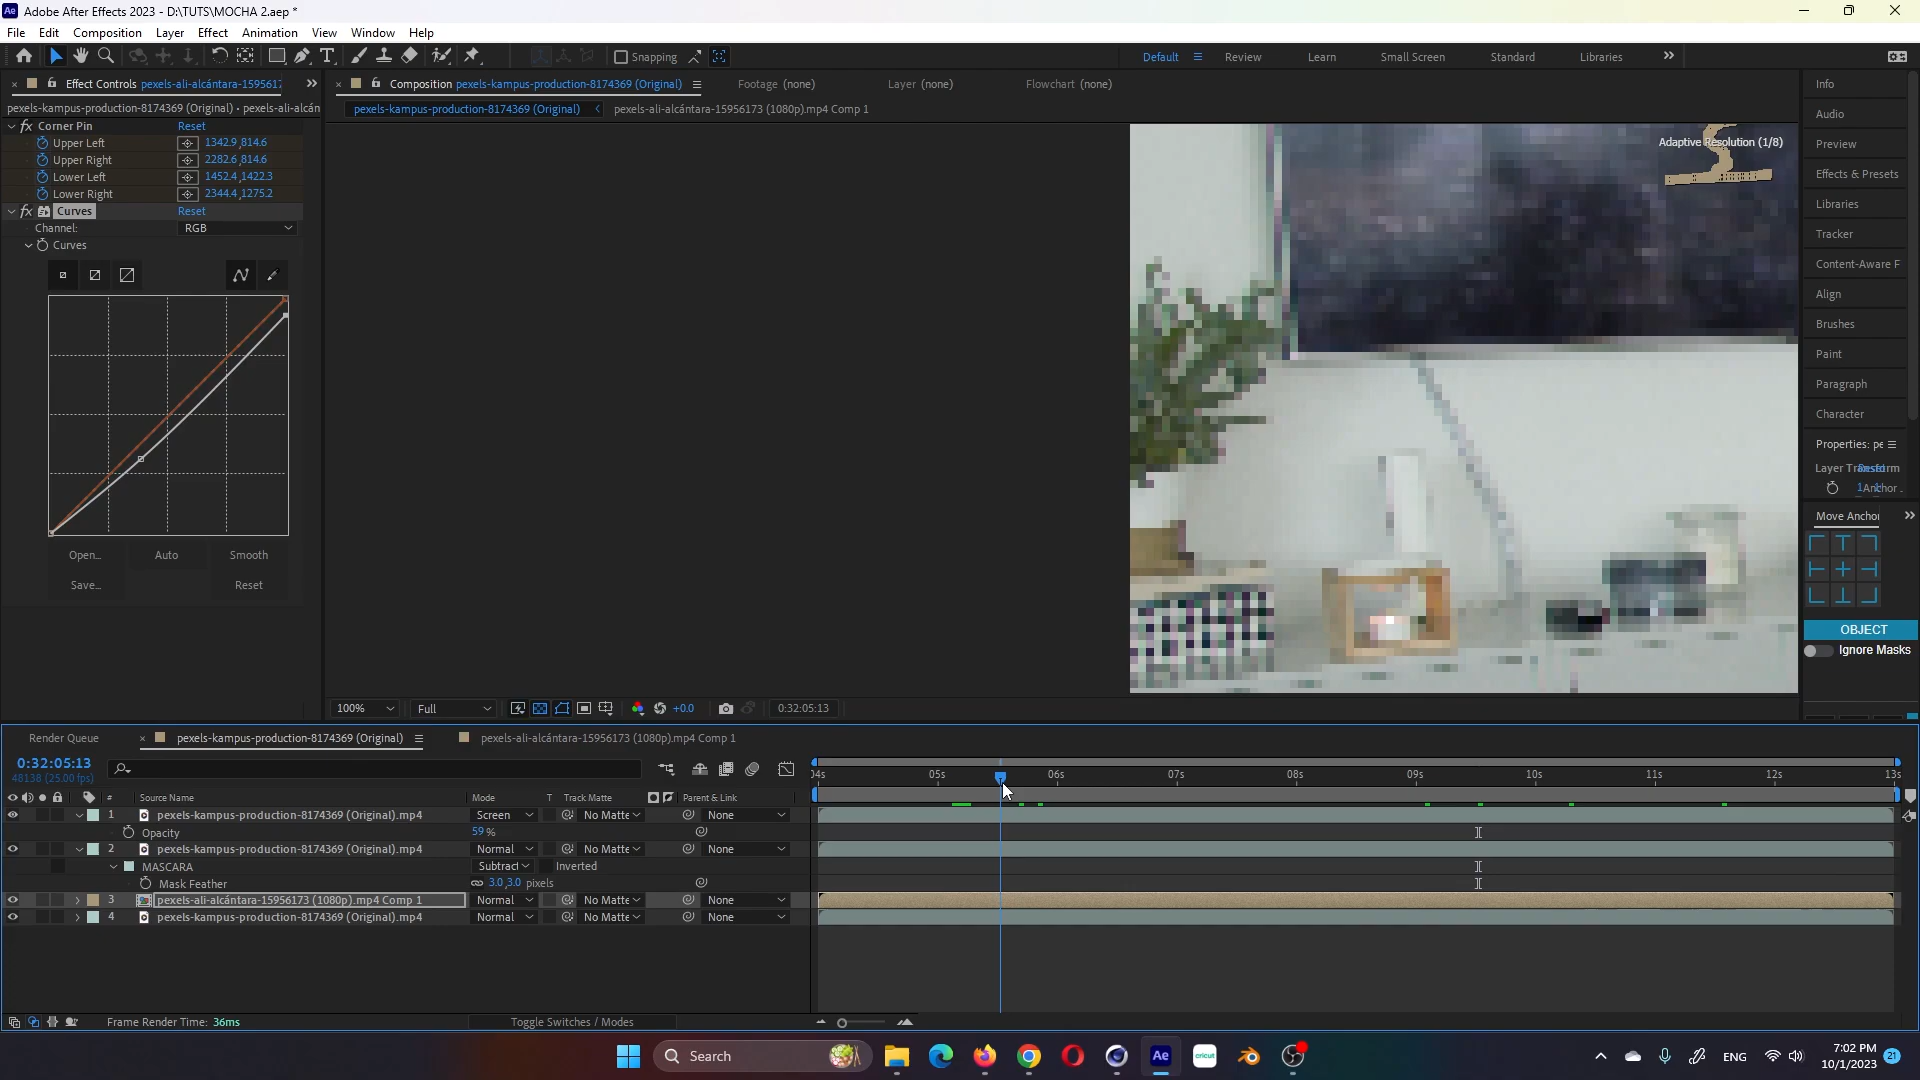 Adobe After Effects 2023 - D:\TUTS\MOCHA 2.aep *
File Edit Composition Layer Effect Animation View Window Help
Snapping
Default Review Learn Small Screen Standard Libraries
Effect Controls pexels-ali-alcántara-1595617
Composition pexels-kampus-production-8174369 (Original)
Footage (none)
Layer (none)
Flowchart (none)
pexels-kampus-production-8174369 (Original) • pexels-ali-alcán
pexels-kampus-production-8174369 (Original)
pexels-ali-alcántara-15956173 (1080p).mp4 Comp 1
fx Corner Pin Reset
Upper Left 1342.9,814.6
Upper Right 2282.6,814.6
Lower Left 1452.4,1422.3
Lower Right 2344.4,1275.2
fx Curves Reset
Channel: RGB
Curves
Open... Auto Smooth
Save... Reset
Adaptive Resolution (1/8)
100% Full +0.0 0:32:05:13
Info
Audio
Preview
Effects & Presets
Libraries
Tracker
Content-Aware F
Align
Brushes
Paint
Paragraph
Character
Properties: pe
Layer Transform
Anchor
Move Anchor
OBJECT
Ignore Masks
Render Queue
pexels-kampus-production-8174369 (Original)
pexels-ali-alcántara-15956173 (1080p).mp4 Comp 1
0:32:05:13
48138 (25.00 fps)
04s 05s 06s 07s 08s 09s 10s 11s 12s 13s
# Source Name Mode T Track Matte Parent & Link
1 pexels-kampus-production-8174369 (Original).mp4 Screen No Matte None
Opacity 59 %
2 pexels-kampus-production-8174369 (Original).mp4 Normal No Matte None
MASCARA Subtract Inverted
Mask Feather 3.0,3.0 pixels
3 pexels-ali-alcántara-15956173 (1080p).mp4 Comp 1 Normal No Matte None
4 pexels-kampus-production-8174369 (Original).mp4 Normal No Matte None
Frame Render Time: 36ms
Toggle Switches / Modes
Search
Ae
cricut
ENG
7:02 PM
10/1/2023
21